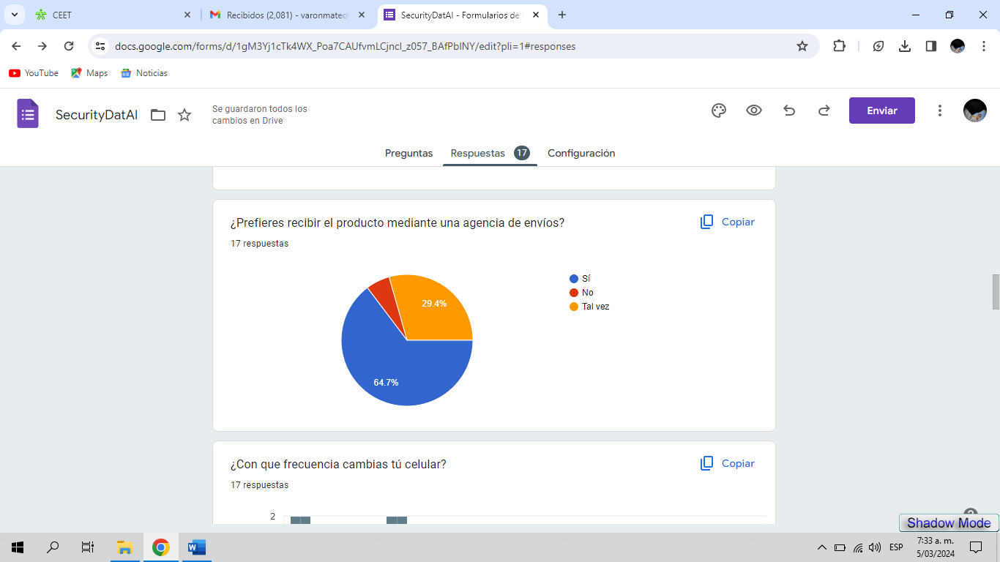 CEET
Recibidos (2,081) - varonmateo
SecurityDatAI - Formularios de
docs.google.com/forms/d/1gM3Yj1cTk4WX_Poa7CAUfvmLCjncI_z057_BAfPbINY/edit?pli=1#responses
YouTube
Maps
Noticias
SecurityDatAI
Se guardaron todos los
cambios en Drive
Enviar
Preguntas
Respuestas 17
Configuración
¿Prefieres recibir el producto mediante una agencia de envíos?
Copiar
17 respuestas
Sí
No
Tal vez
29.4%
64.7%
¿Con que frecuencia cambias tú celular?
Copiar
17 respuestas
2
Shadow Mode
ESP
7:33 a. m.
5/03/2024